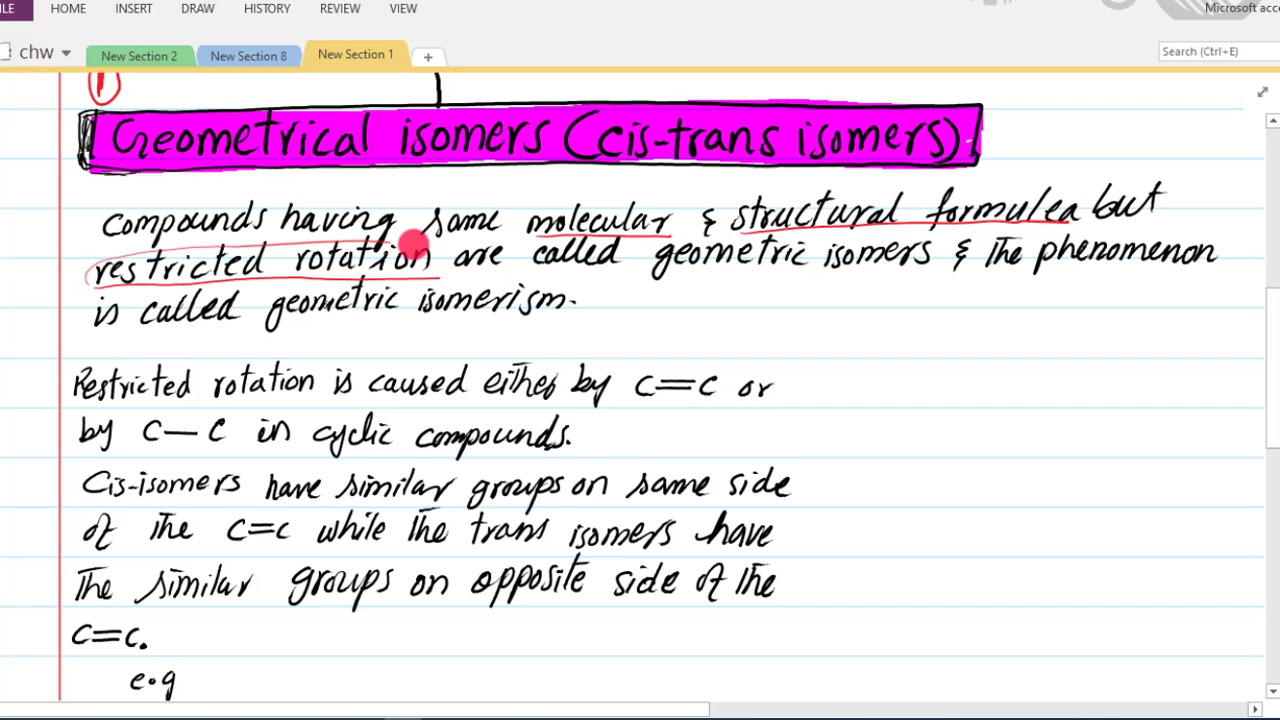 HOME INSERT DRAW HISTORY REVIEW VIEW
Microsoft acc
chw New Section 2 New Section 8 New Section 1 +
Search (Ctrl+E)
1
Geometrical isomers (cis-trans isomers):
Compounds having same molecular & structural formulea but
restricted rotation are called geometric isomers & the phenomenon
is called geometric isomerism.
Restricted rotation is caused either by C=C or
by C-C in cyclic compounds.
Cis-isomers have similar groups on same side
of the C=C while the trans isomers have
the similar groups on opposite side of the
C=C.
e.g